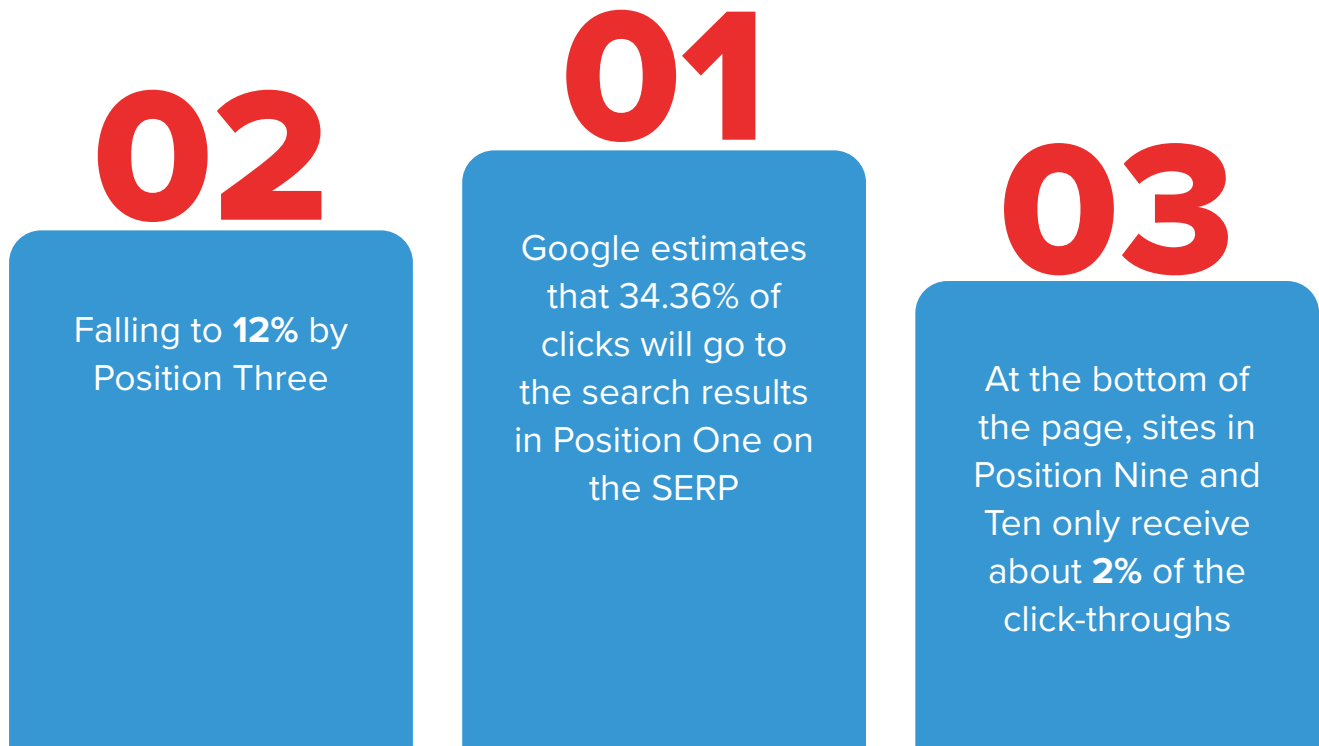 02
Falling to 12% by
Position Three
01
Google estimates
that 34.36% of
clicks will go to
the search results
in Position One on
the SERP
03
At the bottom of
the page, sites in
Position Nine and
Ten only receive
about 2% of the
click-throughs